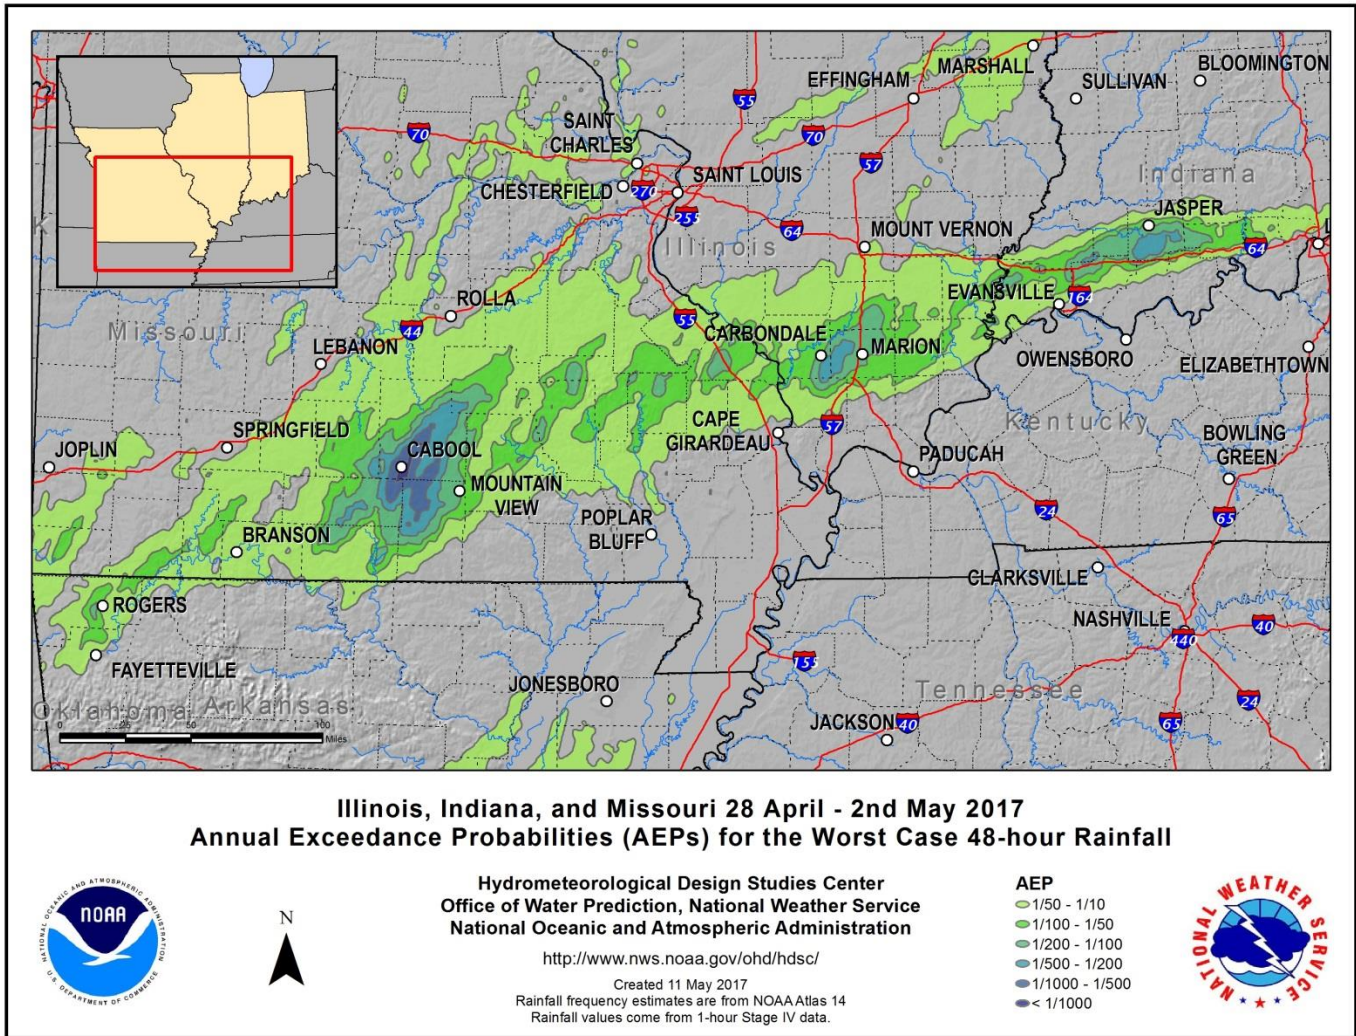 MARSHALL
BLOOMINGTON
EFFINGHAM
SULLIVAN
55
SAINT
CHARLES
70
70
57
CHESTERFIELD
270
SAINT LOUIS
Indiana
255
JASPER
K
64
MOUNT VERNON
L
Illinois
64
EVANSVILLE
164
ROLLA
Missouri
44
55
CARBONDALE
MARION
OWENSBORO
LEBANON
ELIZABETHTOWN
CAPE
GIRARDEAU
57
Kentucky
SPRINGFIELD
BOWLING
GREEN
JOPLIN
CABOOL
PADUCAH
MOUNTAIN
VIEW
24
65
POPLAR
BLUFF
BRANSON
CLARKSVILLE
ROGERS
NASHVILLE
40
440
FAYETTEVILLE
155
JONESBORO
Tennessee
24
Oklahoma
Arkansas
JACKSON
40
65
0 25 50 100
Miles
Illinois, Indiana, and Missouri 28 April - 2nd May 2017
Annual Exceedance Probabilities (AEPs) for the Worst Case 48-hour Rainfall
NATIONAL OCEANIC AND ATMOSPHERIC ADMINISTRATION
NOAA
U.S. DEPARTMENT OF COMMERCE
N
Hydrometeorological Design Studies Center
Office of Water Prediction, National Weather Service
National Oceanic and Atmospheric Administration
http://www.nws.noaa.gov/ohd/hdsc/
Created 11 May 2017
Rainfall frequency estimates are from NOAA Atlas 14
Rainfall values come from 1-hour Stage IV data.
AEP
1/50 - 1/10
1/100 - 1/50
1/200 - 1/100
1/500 - 1/200
1/1000 - 1/500
< 1/1000
NATIONAL WEATHER SERVICE